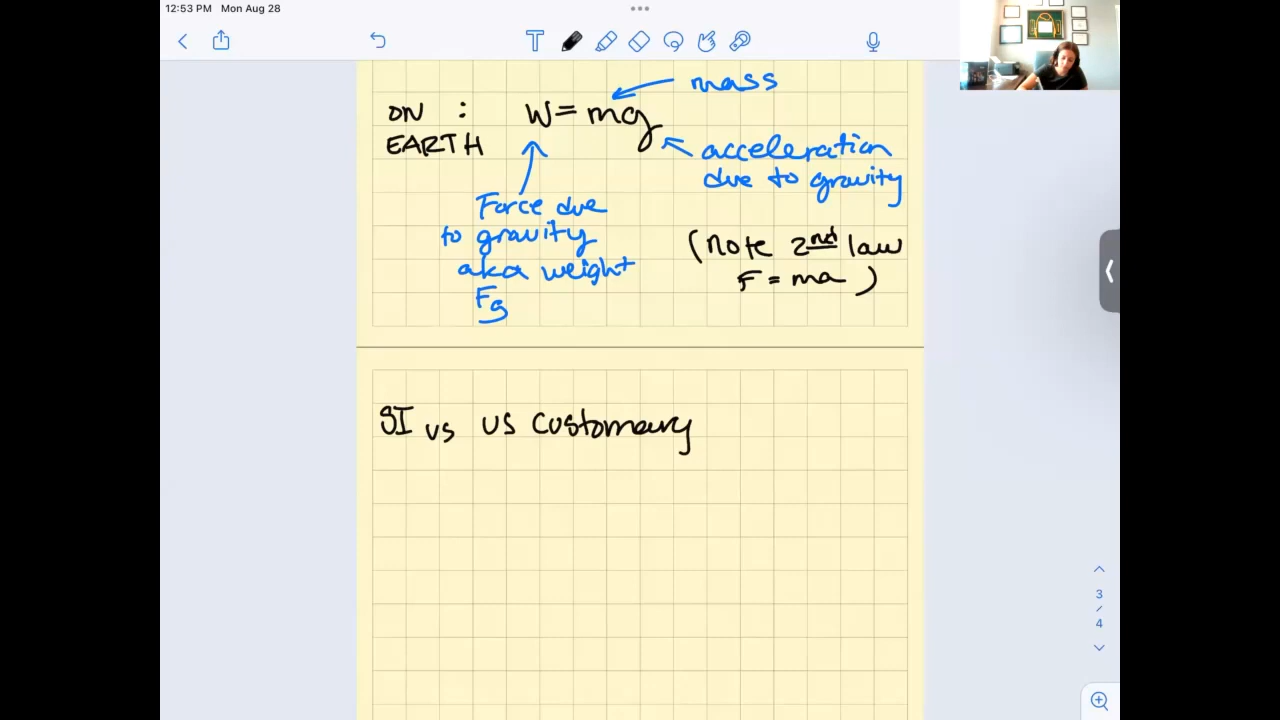 12:53 PM Mon Aug 28
mass
ON : W = mg
EARTH
acceleration
due to gravity
Force due
to gravity
aka weight
Fg
(note 2nd law
F = ma )
SI vs US Customary
3
/
4